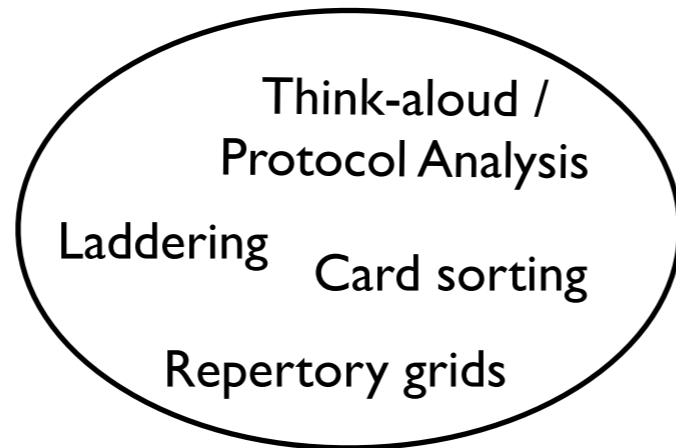 Think-aloud /
Protocol Analysis
Laddering
Card sorting
Repertory grids